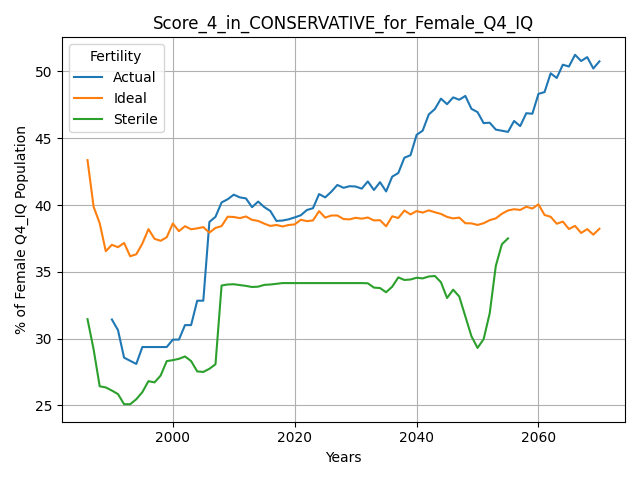 Score_4_in_CONSERVATIVE_for_Female_Q4_IQ
Fertility
Actual
Ideal
Sterile
% of Female Q4_IQ Population
50
45
40
35
30
25
2000
2020
2040
2060
Years